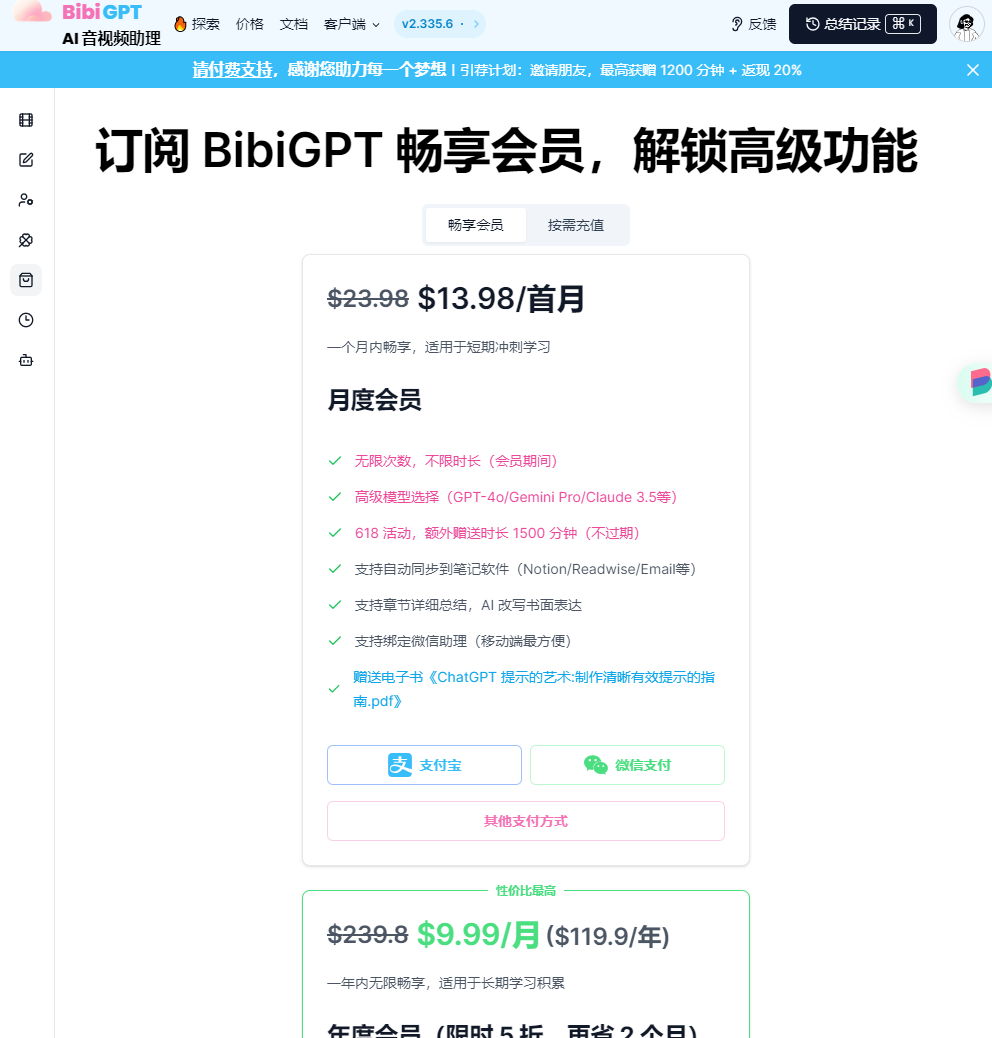 BibiGPT
AI 音视频助理
探索 价格 文档 客户端 v2.335.6 · 反馈 总结记录 ⌘ K
请付费支持，感谢您助力每一个梦想 | 引荐计划：邀请朋友，最高获赠 1200 分钟 + 返现 20%
订阅 BibiGPT 畅享会员，解锁高级功能
畅享会员 按需充值
$23.98 $13.98/首月
一个月内畅享，适用于短期冲刺学习
月度会员
无限次数，不限时长（会员期间）
高级模型选择（GPT-4o/Gemini Pro/Claude 3.5等）
618 活动，额外赠送时长 1500 分钟（不过期）
支持自动同步到笔记软件（Notion/Readwise/Email等）
支持章节详细总结，AI 改写书面表达
支持绑定微信助理（移动端最方便）
赠送电子书《ChatGPT 提示的艺术:制作清晰有效提示的指
南.pdf》
支付宝 微信支付
其他支付方式
性价比最高
$239.8 $9.99/月 ($119.9/年)
一年内无限畅享，适用于长期学习积累
年度会员（限时 5 折，再省 2 个月）